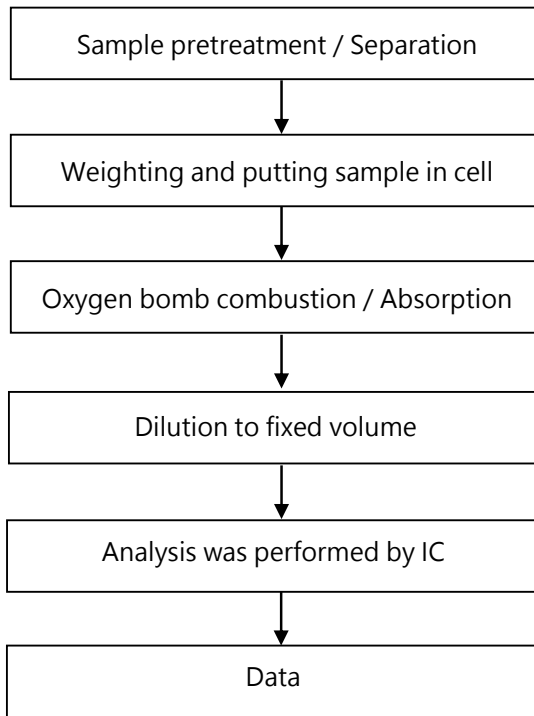 Sample pretreatment / Separation
Weighting and putting sample in cell
Oxygen bomb combustion / Absorption
Dilution to fixed volume
Analysis was performed by IC
Data